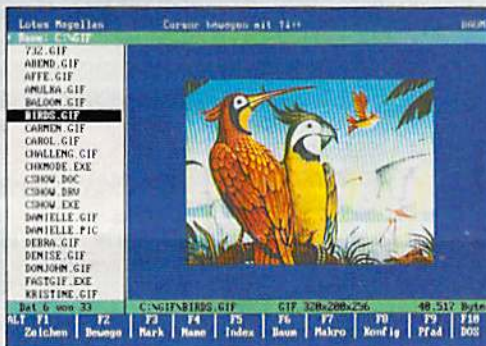 Lotus Magellan Cursor bewegen mit BAUM
Name: C:\GIF
732.GIF
ABEND.GIF
AFFE.GIF
ANULKA.GIF
BALOON.GIF
BIRDS.GIF
CARMEN.GIF
CAROL.GIF
CHALLENG.GIF
CHKMODE.EXE
CSHOW.DOC
CSHOW.DRV
CSHOW.EXE
DANIELLE.GIF
DANIELLE.PIC
DEBRA.GIF
DENISE.GIF
DONJOHN.GIF
FASTGIF.EXE
KRISTINE.GIF
Dat 6 von 33 C:\GIF\BIRDS.GIF GIF 320x200x256 40.517 Byte
ALT F1 F2 F3 F4 F5 F6 F7 F8 F9 F10
Zeichen Bewege Mark Name Index Baum Makro Konfig Pfad DOS